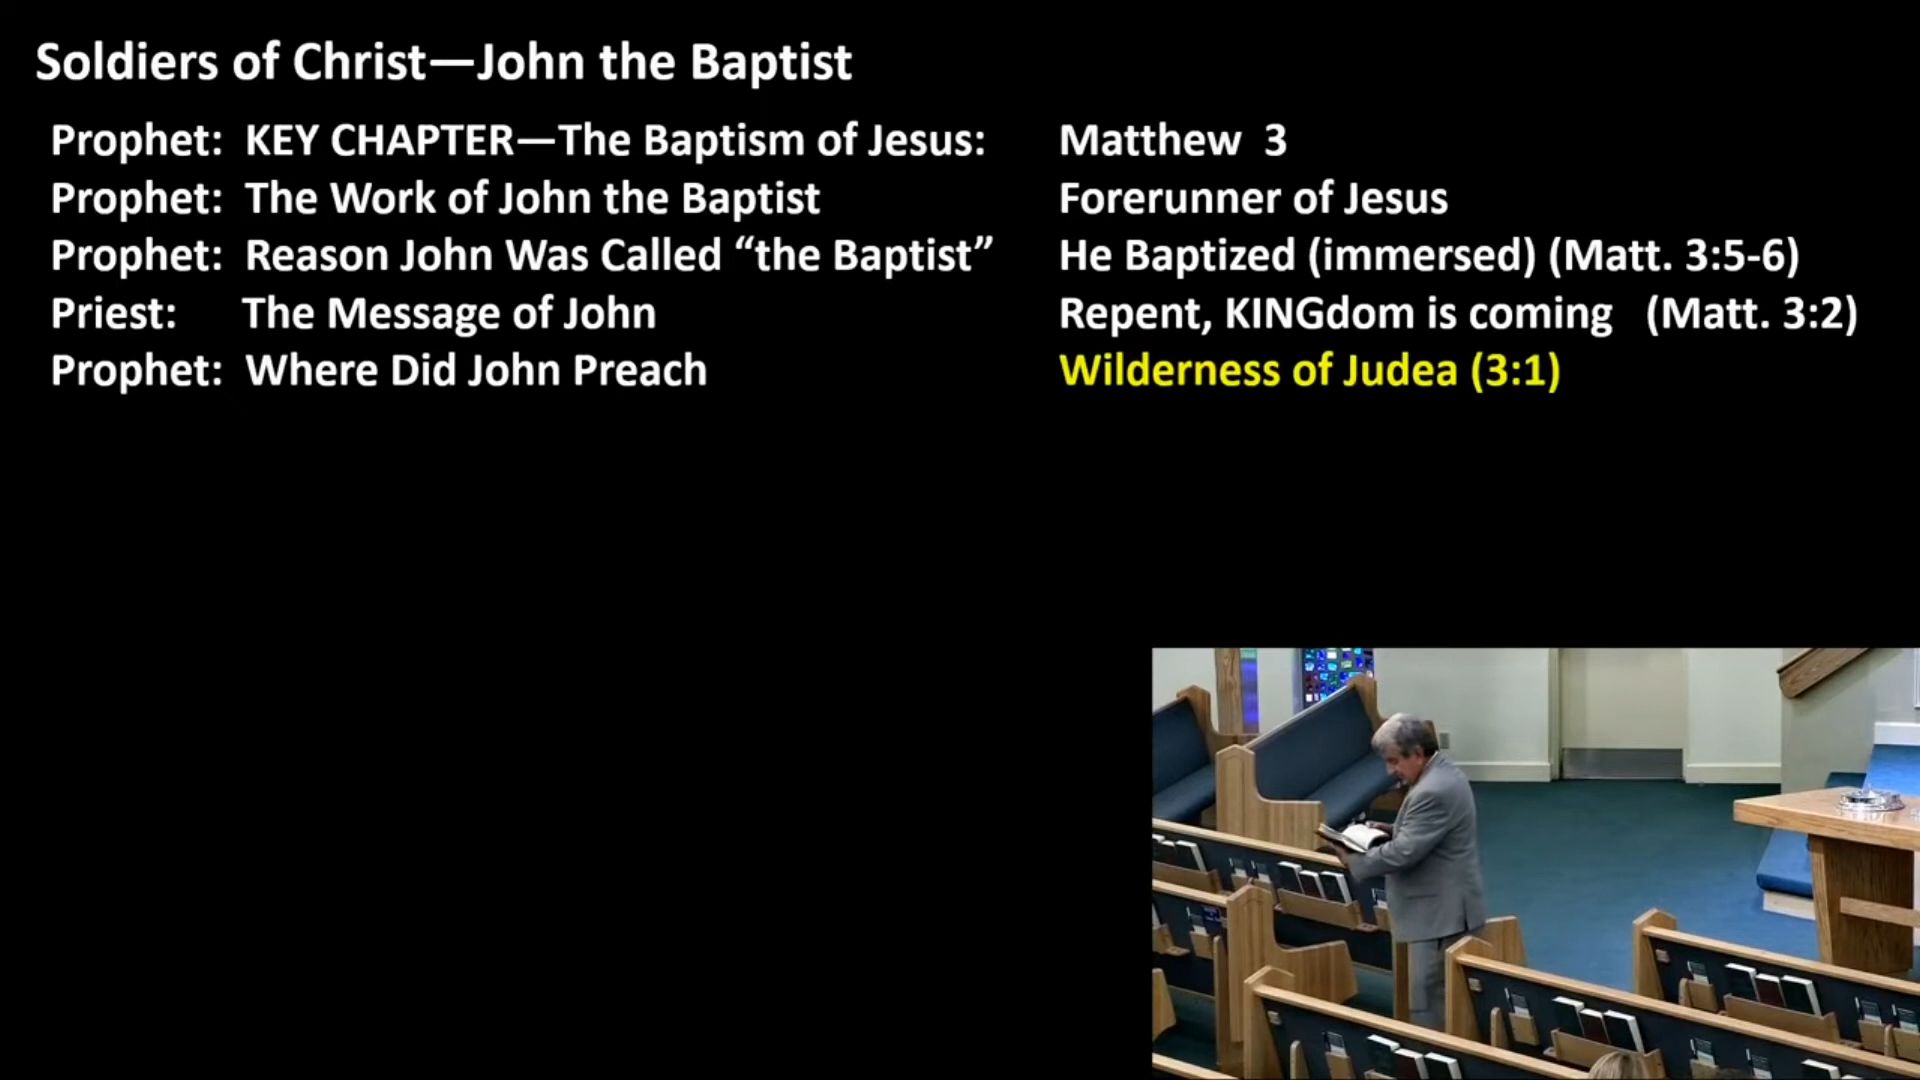 Soldiers of Christ—John the Baptist
Prophet: KEY CHAPTER—The Baptism of Jesus: Matthew 3
Prophet: The Work of John the Baptist Forerunner of Jesus
Prophet: Reason John Was Called “the Baptist” He Baptized (immersed) (Matt. 3:5-6)
Priest: The Message of John Repent, KINGdom is coming (Matt. 3:2)
Prophet: Where Did John Preach Wilderness of Judea (3:1)